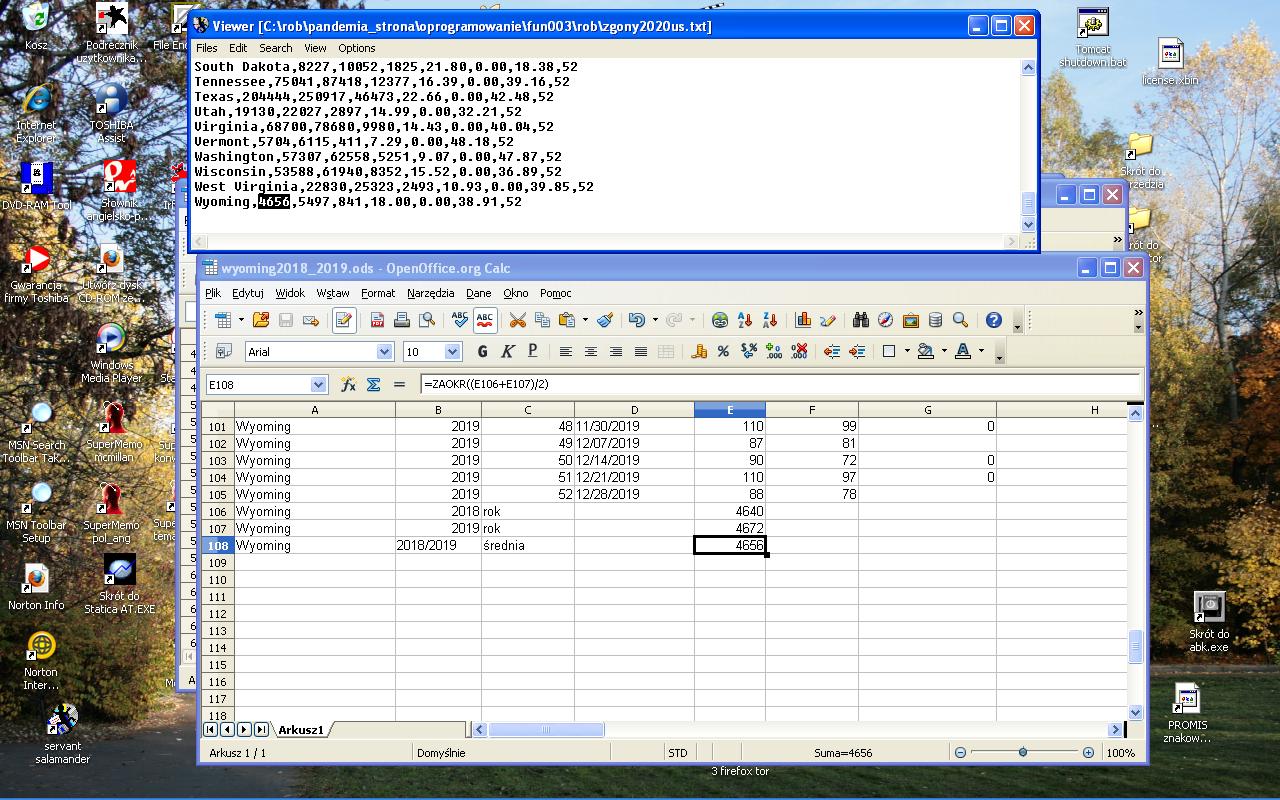 Viewer [C:\rob\pandemia_strona\oprogramowanie\fun003\rob\zgony2020us.txt]
Files Edit Search View Options
South Dakota,8227,10052,1825,21.80,0.00,18.38,52
Tennessee,75041,87418,12377,16.39,0.00,39.16,52
Texas,204444,250917,46473,22.66,0.00,42.48,52
Utah,19130,22027,2897,14.99,0.00,32.21,52
Virginia,68700,78680,9980,14.43,0.00,40.04,52
Vermont,5704,6115,411,7.29,0.00,48.18,52
Washington,57307,62558,5251,9.07,0.00,47.87,52
Wisconsin,53588,61940,8352,15.52,0.00,36.89,52
West Virginia,22830,25323,2493,10.93,0.00,39.85,52
Wyoming,4656,5497,841,18.00,0.00,38.91,52
wyoming2018_2019.ods - OpenOffice.org Calc
Plik Edytuj Widok Wstaw Format Narzędzia Dane Okno Pomoc
Arial 10 G K P
E108 =ZAOKR((E106+E107)/2)
A B C D E F G H
101 Wyoming 2019 48 11/30/2019 110 99 0
102 Wyoming 2019 49 12/07/2019 87 81
103 Wyoming 2019 50 12/14/2019 90 72 0
104 Wyoming 2019 51 12/21/2019 110 97 0
105 Wyoming 2019 52 12/28/2019 88 78
106 Wyoming 2018 rok 4640
107 Wyoming 2019 rok 4672
108 Wyoming 2018/2019 średnia 4656
109
110
111
112
113
114
115
116
117
118
Arkusz1
Arkusz 1 / 1 Domyślnie STD Suma=4656 100%
3 firefox tor
Kosz
Podręcznik
użytkownika...
Internet
Explorer
TOSHIBA
Assist
DVD-RAM Tool
Słownik
angielsko-p...
Gwarancja
firmy Toshiba
Utwórz dysk
CD-ROM ze...
Windows
Media Player
MSN Search
Toolbar Tak...
SuperMemo
mcmillan
MSN Toolbar
Setup
SuperMemo
pol_ang
Norton Info
Skrót do
Statica AT.EXE
Norton
Inter...
servant
salamander
Tomcat
shutdown.bat
license.xbin
Skrót do
Skrót do
abk.exe
PROMIS
znakow...